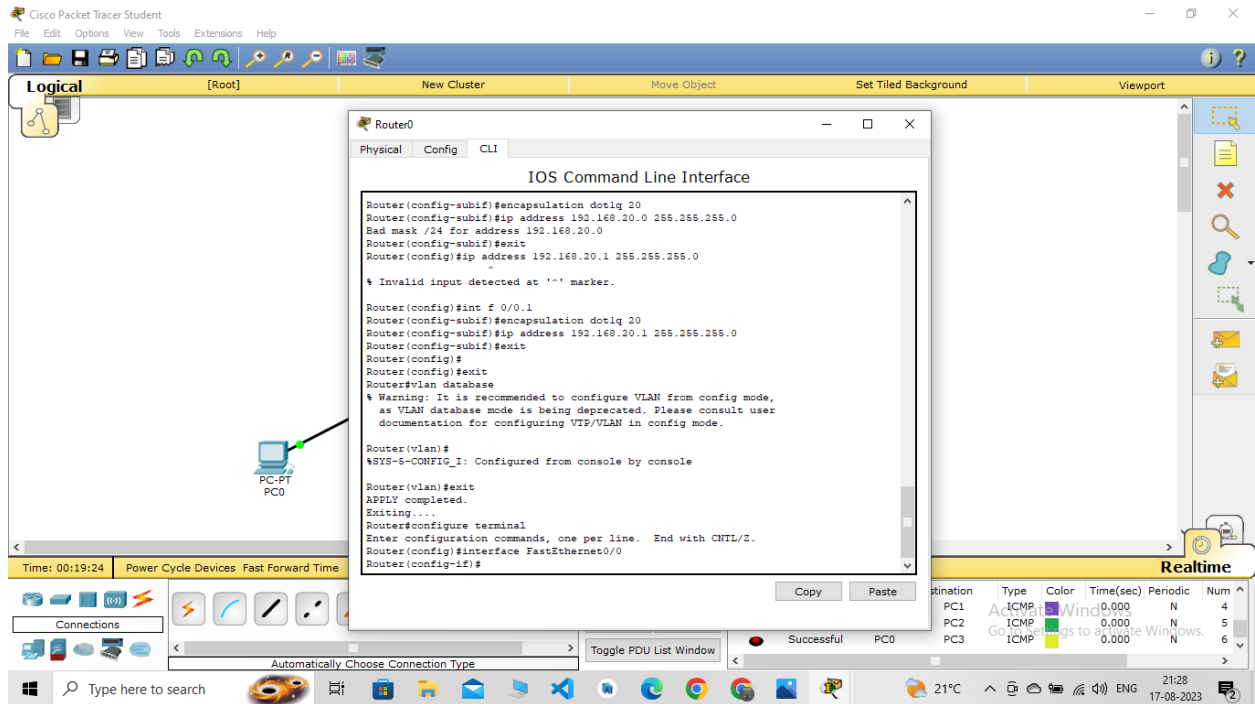 Cisco Packet Tracer Student
File Edit Options View Tools Extensions Help
Logical [Root] New Cluster Move Object Set Tiled Background Viewport
Router0
Physical Config CLI
IOS Command Line Interface
Router(config-subif)#encapsulation dot1q 20
Router(config-subif)#ip address 192.168.20.0 255.255.255.0
Bad mask /24 for address 192.168.20.0
Router(config-subif)#exit
Router(config)#ip address 192.168.20.1 255.255.255.0
^
% Invalid input detected at '^' marker.
Router(config)#int f 0/0.1
Router(config-subif)#encapsulation dot1q 20
Router(config-subif)#ip address 192.168.20.1 255.255.255.0
Router(config-subif)#exit
Router(config)#
Router(config)#exit
Router#vlan database
% Warning: It is recommended to configure VLAN from config mode,
as VLAN database mode is being deprecated. Please consult user
documentation for configuring VTP/VLAN in config mode.
Router(vlan)#
%SYS-5-CONFIG_I: Configured from console by console
Router(vlan)#exit
APPLY completed.
Exiting....
Router#configure terminal
Enter configuration commands, one per line. End with CNTL/Z.
Router(config)#interface FastEthernet0/0
Router(config-if)#
Copy Paste
PC-PT
PC0
Time: 00:19:24 Power Cycle Devices Fast Forward Time Realtime
Connections
Automatically Choose Connection Type
Toggle PDU List Window
stination Type Color Time(sec) Periodic Num
PC1 ICMP 0.000 N 4
PC2 ICMP 0.000 N 5
Successful PC0 PC3 ICMP 0.000 N 6
Activate Windows
Go to Settings to activate Windows.
Type here to search
21°C ENG 21:28
17-08-2023
2